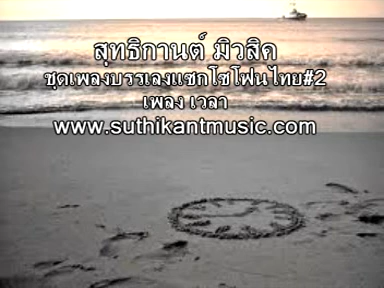 สุทธิกานต์ มิวสิค
ชุดเพลงบรรเลงแซกโซโฟนไทย#2
เพลง เวลา
www.suthikantmusic.com